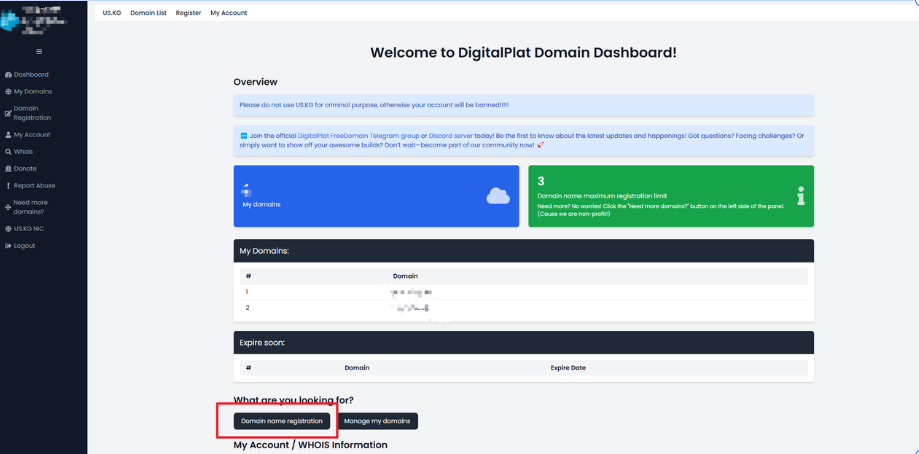 US.KG Domain List Register My Account
Dashboard
My Domains
Domain
Registration
My Account
Whois
Donate
Report Abuse
Need more
domains?
US.KG NIC
Logout
Welcome to DigitalPlat Domain Dashboard!
Overview
Please do not use US.KG for criminal purpose, otherwise your account will be banned!!!!!
Join the official DigitalPlat FreeDomain Telegram group or Discord server today! Be the first to know about the latest updates and happenings! Got questions? Facing challenges? Or
simply want to show off your awesome builds? Don't wait—become part of our community now!
My domains
3
Domain name maximum registration limit
Need more? No worries! Click the "Need more domains?" button on the left side of the panel.
(Cause we are non-profit!)
My Domains:
# Domain
1
2
Expire soon:
# Domain Expire Date
What are you looking for?
Domain name registration Manage my domains
My Account / WHOIS Information